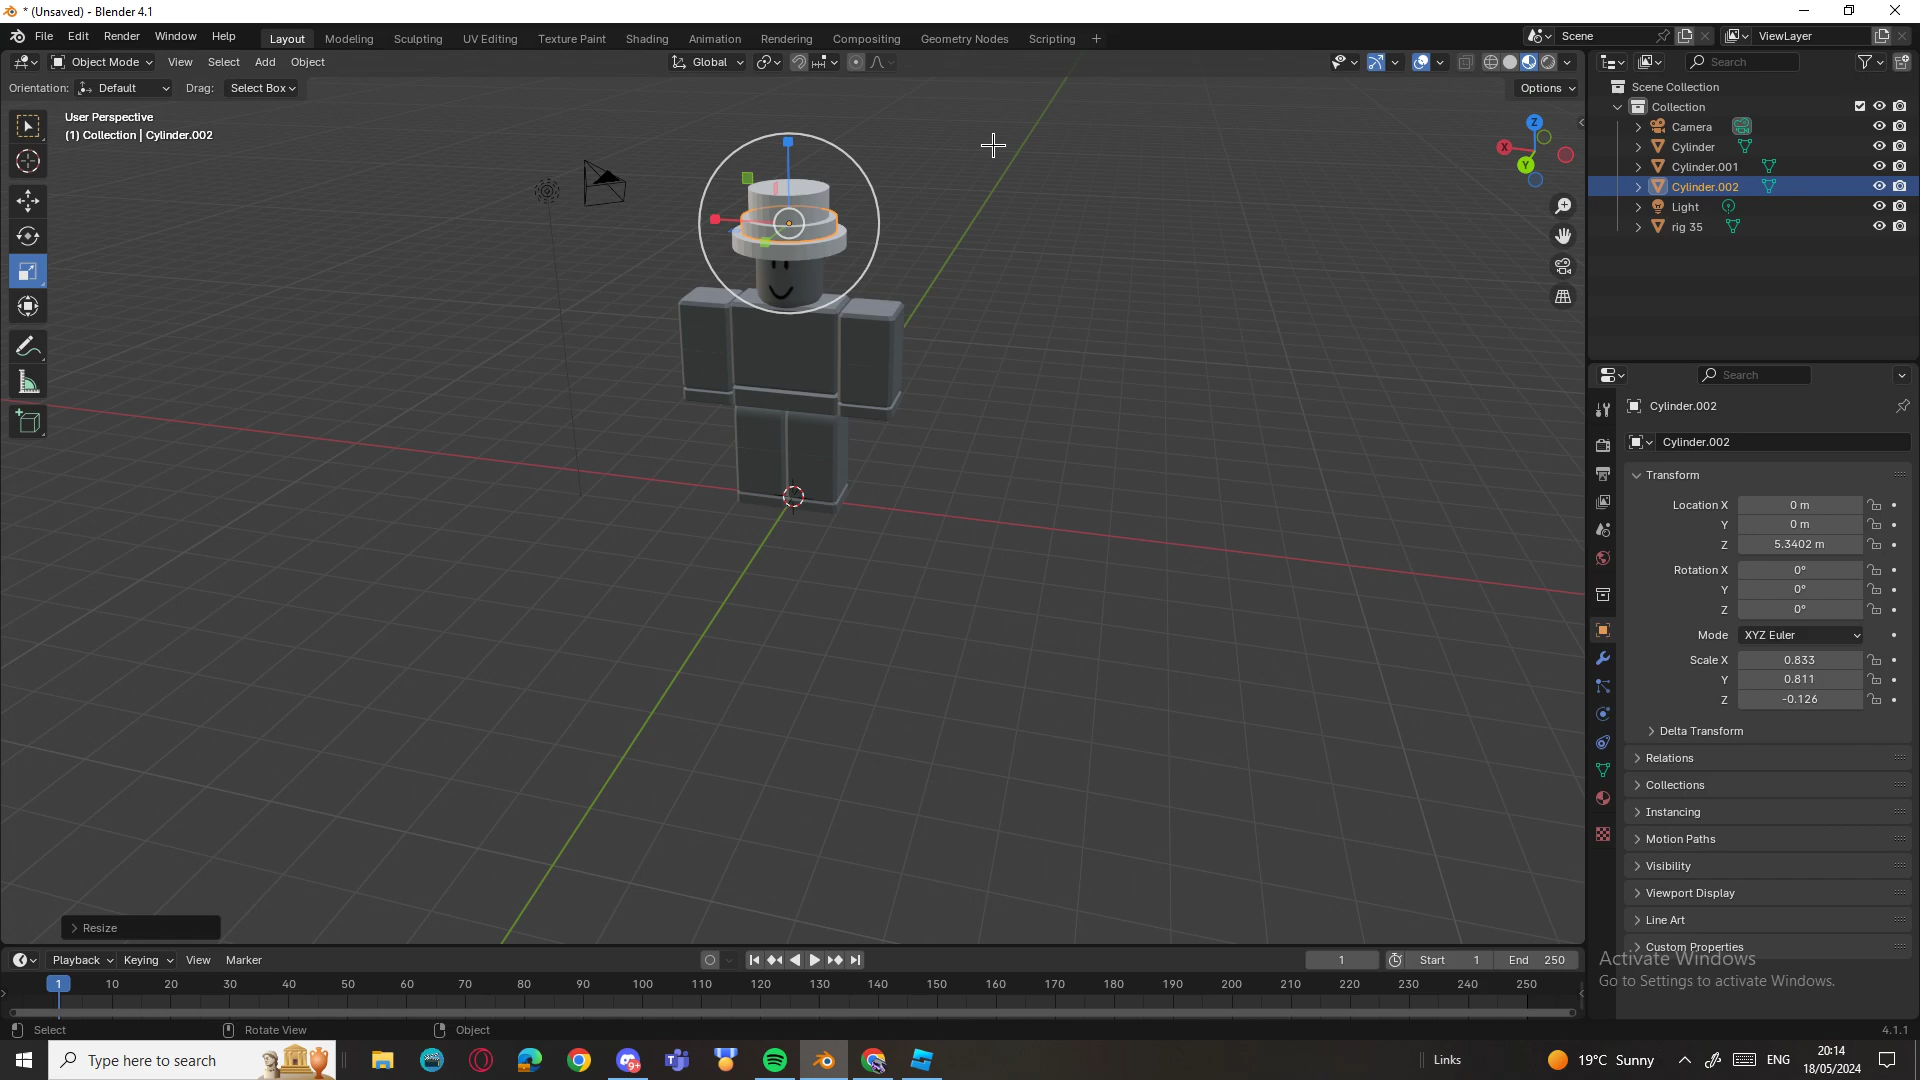 * (Unsaved) - Blender 4.1
File Edit Render Window Help
Layout Modeling Sculpting UV Editing Texture Paint Shading Animation Rendering Compositing Geometry Nodes Scripting +
Scene
ViewLayer
Object Mode View Select Add Object
Global
Search
Orientation: Default Drag: Select Box
Options
User Perspective
(1) Collection | Cylinder.002
Scene Collection
Collection
Camera
Cylinder
Cylinder.001
Cylinder.002
Light
rig 35
Z
X
Y
Search
Cylinder.002
Cylinder.002
Transform
Location X 0 m
Y 0 m
Z 5.3402 m
Rotation X 0°
Y 0°
Z 0°
Mode XYZ Euler
Scale X 0.833
Y 0.811
Z -0.126
Delta Transform
Relations
Collections
Instancing
Motion Paths
Visibility
Viewport Display
Line Art
Custom Properties
Activate Windows
Go to Settings to activate Windows.
Resize
Playback Keying View Marker
1 Start 1 End 250
1 10 20 30 40 50 60 70 80 90 100 110 120 130 140 150 160 170 180 190 200 210 220 230 240 250
Select Rotate View Object
4.1.1
Type here to search
9+
Links
19°C Sunny
ENG
20:14
18/05/2024